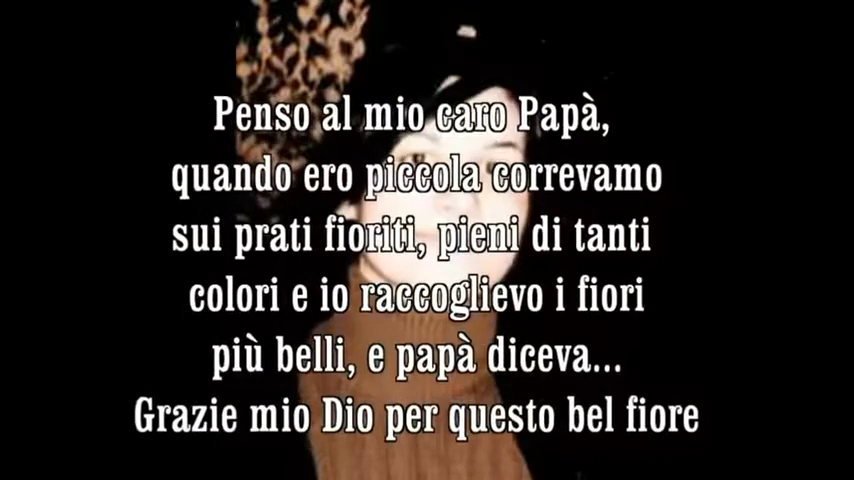 Penso al mio caro Papà,
quando ero piccola correvamo
sui prati fioriti, pieni di tanti
colori e io raccoglievo i fiori
più belli, e papà diceva...
Grazie mio Dio per questo bel fiore